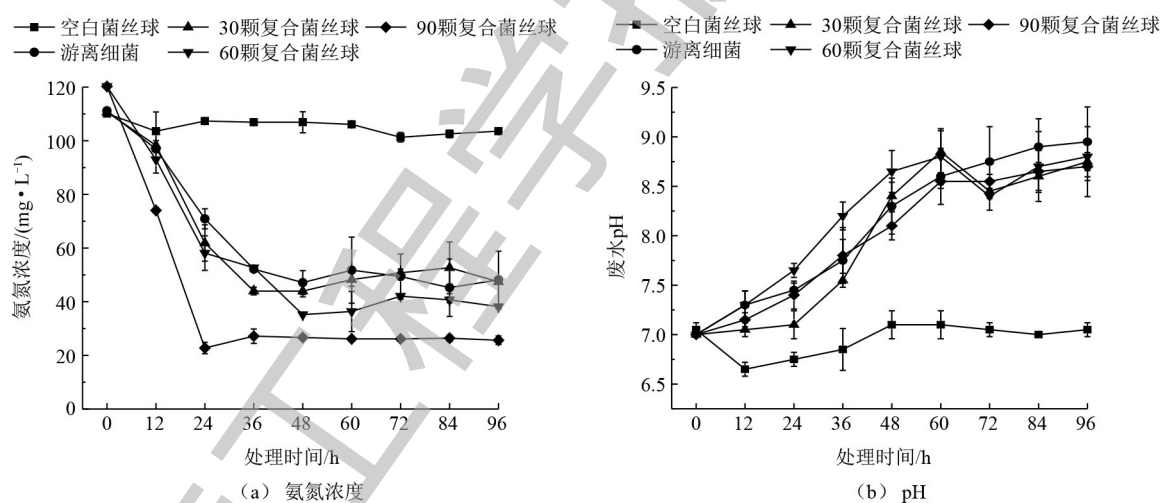 空白菌丝球 30颗复合菌丝球 90颗复合菌丝球
游离细菌 60颗复合菌丝球
120
100
80
60
40
20
0
氨氮浓度/(mg·L⁻¹)
0 12 24 36 48 60 72 84 96
处理时间/h
(a) 氨氮浓度
空白菌丝球 30颗复合菌丝球 90颗复合菌丝球
游离细菌 60颗复合菌丝球
9.5
9.0
8.5
8.0
7.5
7.0
6.5
废水pH
0 12 24 36 48 60 72 84 96
处理时间/h
(b) pH
工程学